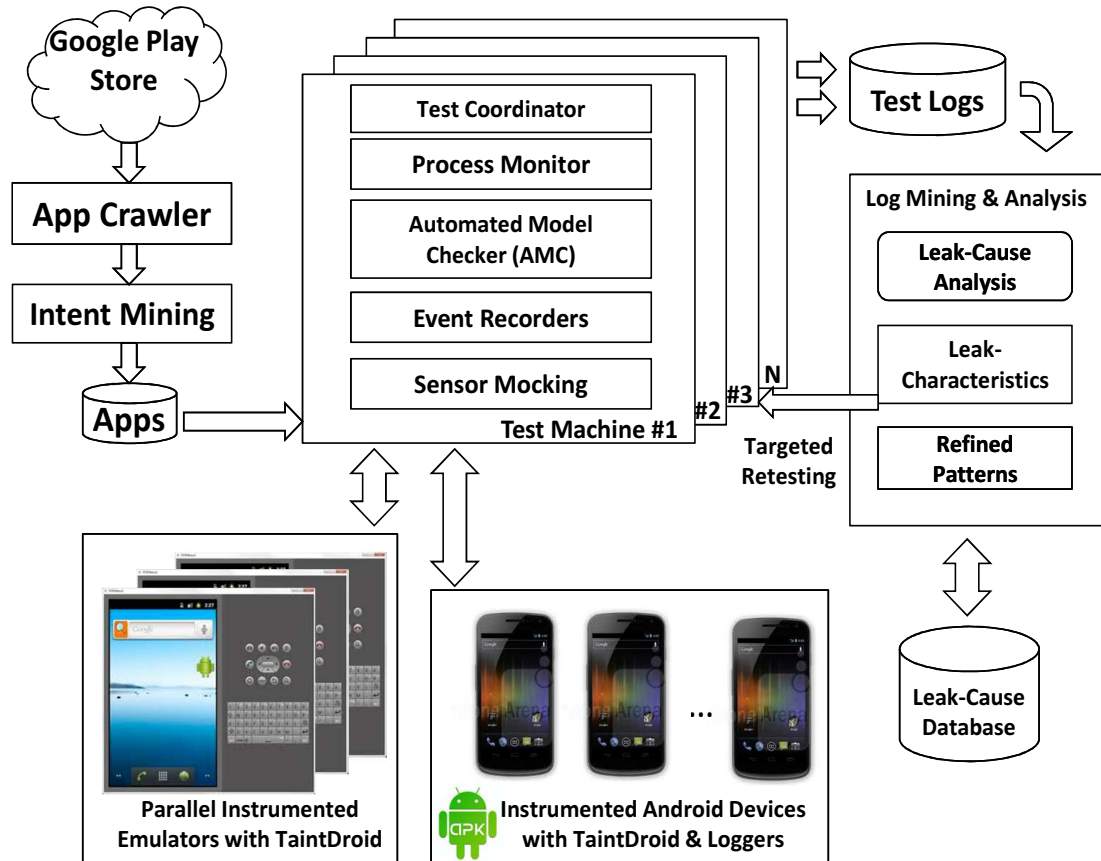 Google Play
Store
App Crawler
Intent Mining
Apps
Test Coordinator
Process Monitor
Automated Model
Checker (AMC)
Event Recorders
Sensor Mocking
Test Machine #1
#2
#3
N
Test Logs
Log Mining & Analysis
Leak-Cause
Analysis
Leak-
Characteristics
Refined
Patterns
Targeted
Retesting
Leak-Cause
Database
Google
Parallel Instrumented
Emulators with TaintDroid
...
apk
Instrumented Android Devices
with TaintDroid & Loggers